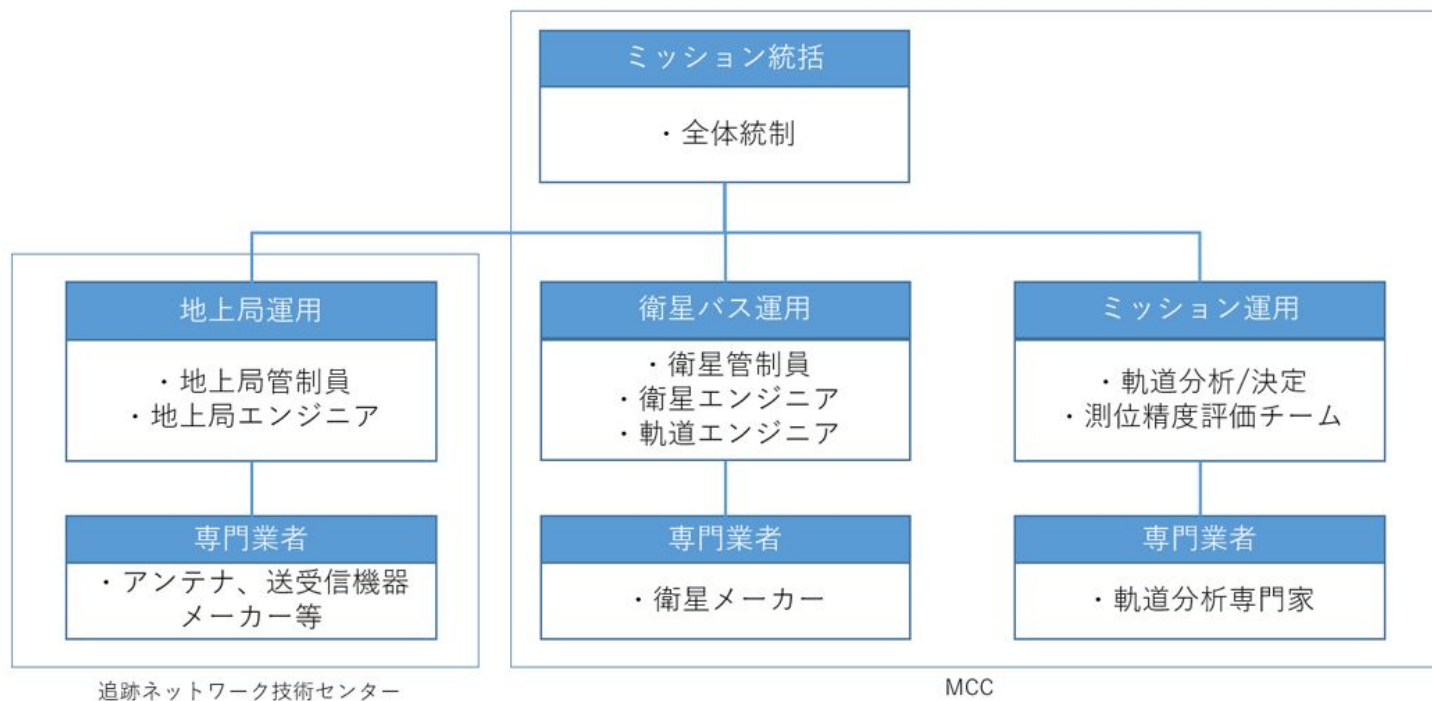 ミッション統括
・全体統制
地上局運用
・地上局管制員
・地上局エンジニア
衛星バス運用
・衛星管制員
・衛星エンジニア
・軌道エンジニア
ミッション運用
・軌道分析/決定
・測位精度評価チーム
専門業者
・アンテナ、送受信機器
メーカー等
専門業者
・衛星メーカー
専門業者
・軌道分析専門家
追跡ネットワーク技術センター
MCC